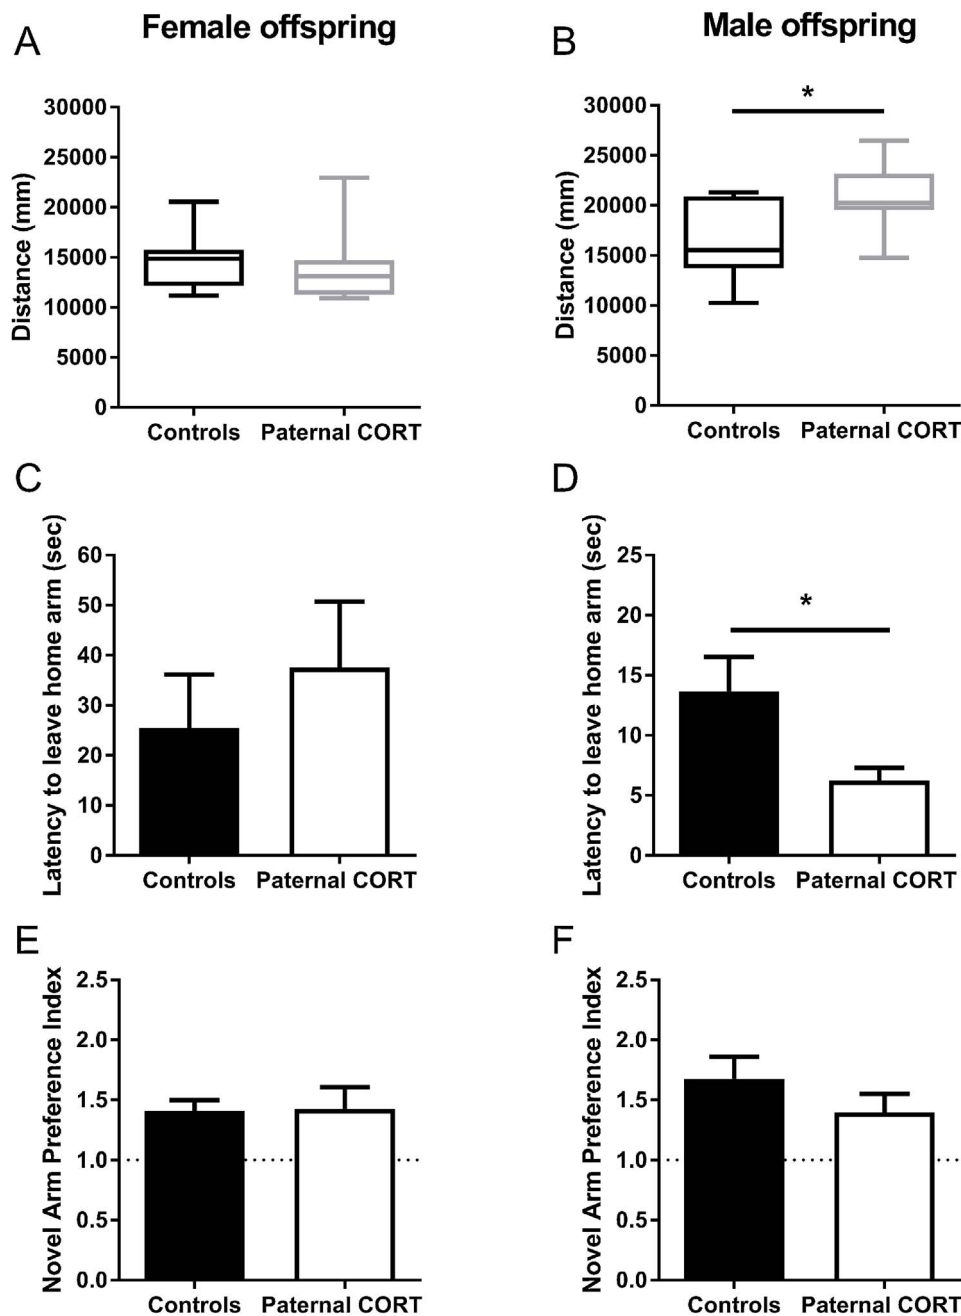 Female offspring
Male offspring
A
B
30000
25000
20000
15000
10000
5000
0
Distance (mm)
Controls
Paternal CORT
30000
25000
20000
15000
10000
5000
0
Distance (mm)
*
Controls
Paternal CORT
C
D
60
50
40
30
20
10
0
Latency to leave home arm (sec)
Controls
Paternal CORT
25
20
15
10
5
0
Latency to leave home arm (sec)
*
Controls
Paternal CORT
E
F
2.5
2.0
1.5
1.0
0.5
0.0
Novel Arm Preference Index
Controls
Paternal CORT
2.5
2.0
1.5
1.0
0.5
0.0
Novel Arm Preference Index
Controls
Paternal CORT